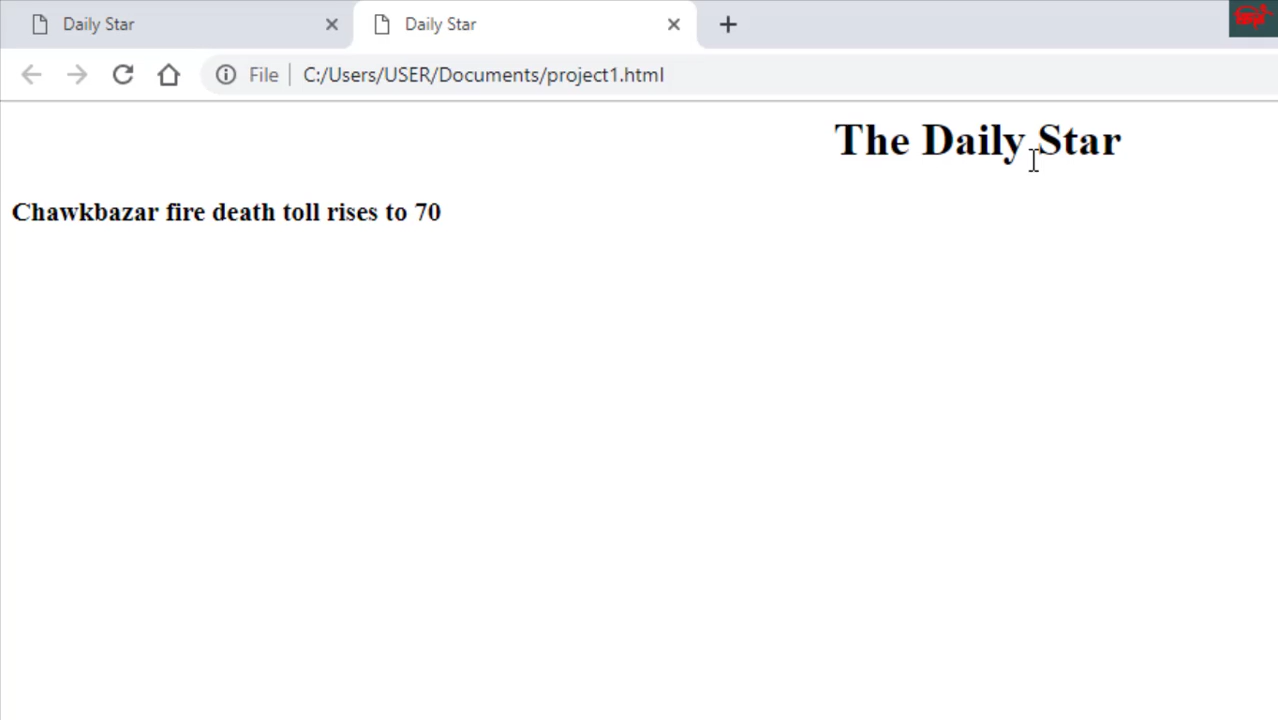 Daily Star
Daily Star
File C:/Users/USER/Documents/project1.html
The Daily Star
Chawkbazar fire death toll rises to 70